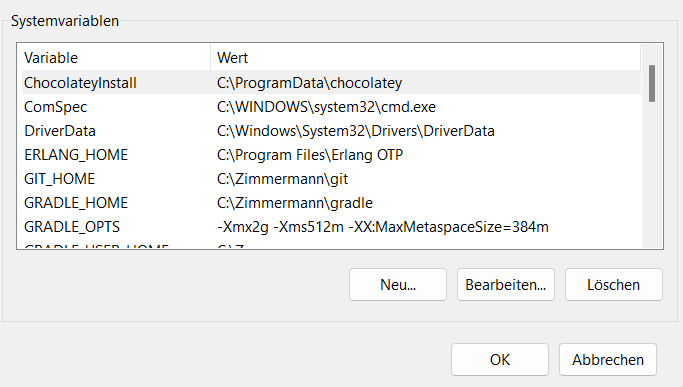 Systemvariablen
Variable Wert
ChocolateyInstall C:\ProgramData\chocolatey
ComSpec C:\WINDOWS\system32\cmd.exe
DriverData C:\Windows\System32\Drivers\DriverData
ERLANG_HOME C:\Program Files\Erlang OTP
GIT_HOME C:\Zimmermann\git
GRADLE_HOME C:\Zimmermann\gradle
GRADLE_OPTS -Xmx2g -Xms512m -XX:MaxMetaspaceSize=384m
GRADLE_USER_HOME
Neu... Bearbeiten... Löschen
OK Abbrechen